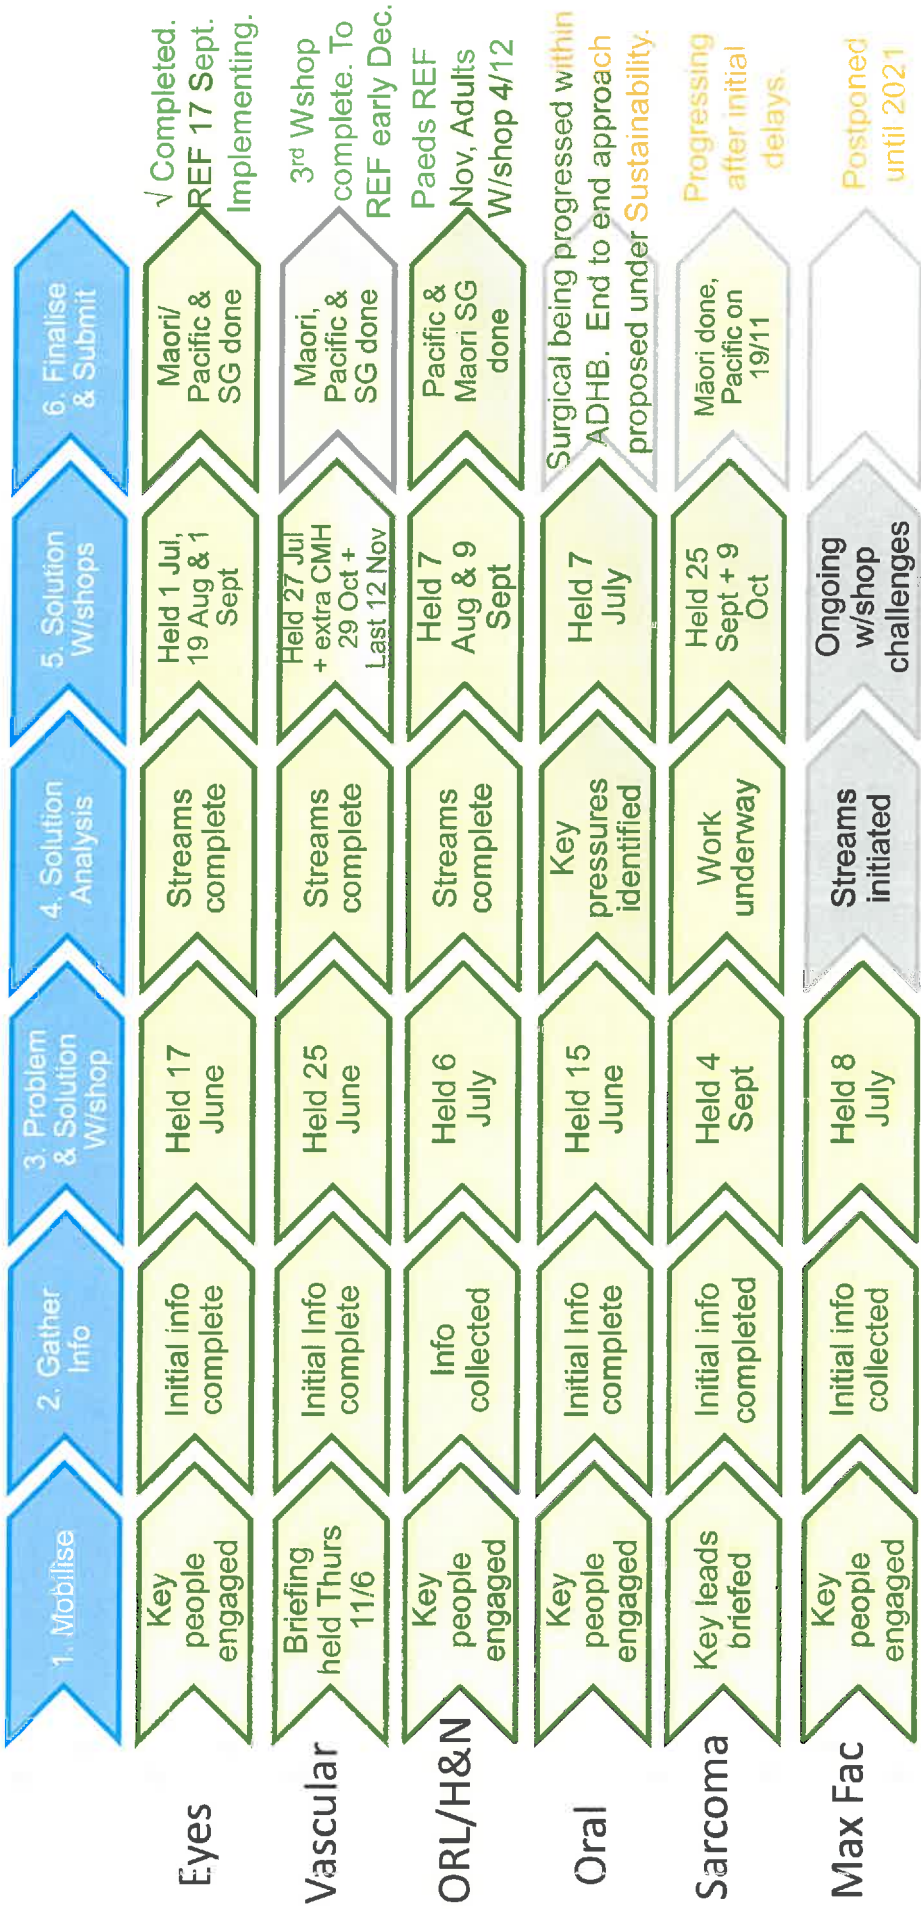 1. Mobilise
2. Gather
Info
3. Problem
& Solution
W/shop
4. Solution
Analysis
5. Solution
W/shops
6. Finalise
& Submit
Eyes
Key
people
engaged
Initial info
complete
Held 17
June
Streams
complete
Held 1 Jul,
19 Aug & 1
Sept
Maori/
Pacific &
SG done
√ Completed.
REF 17 Sept.
Implementing.
Vascular
Briefing
held Thurs
11/6
Initial Info
complete
Held 25
June
Streams
complete
Held 27 Jul
+ extra CMH
29 Oct +
Last 12 Nov
Maori,
Pacific &
SG done
3rd Wshop
complete. To
REF early Dec.
ORL/H&N
Key
people
engaged
Info
collected
Held 6
July
Streams
complete
Held 7
Aug & 9
Sept
Pacific &
Maori SG
done
Paeds REF
Nov, Adults
W/shop 4/12
Oral
Key
people
engaged
Initial Info
complete
Held 15
June
Key
pressures
identified
Held 7
July
Surgical being progressed within
ADHB. End to end approach
proposed under Sustainability.
Sarcoma
Key leads
briefed
Initial info
completed
Held 4
Sept
Work
underway
Held 25
Sept + 9
Oct
Māori done,
Pacific on
19/11
Progressing
after initial
delays.
Max Fac
Key
people
engaged
Initial info
collected
Held 8
July
Streams
initiated
Ongoing
w/shop
challenges
Postponed
until 2021